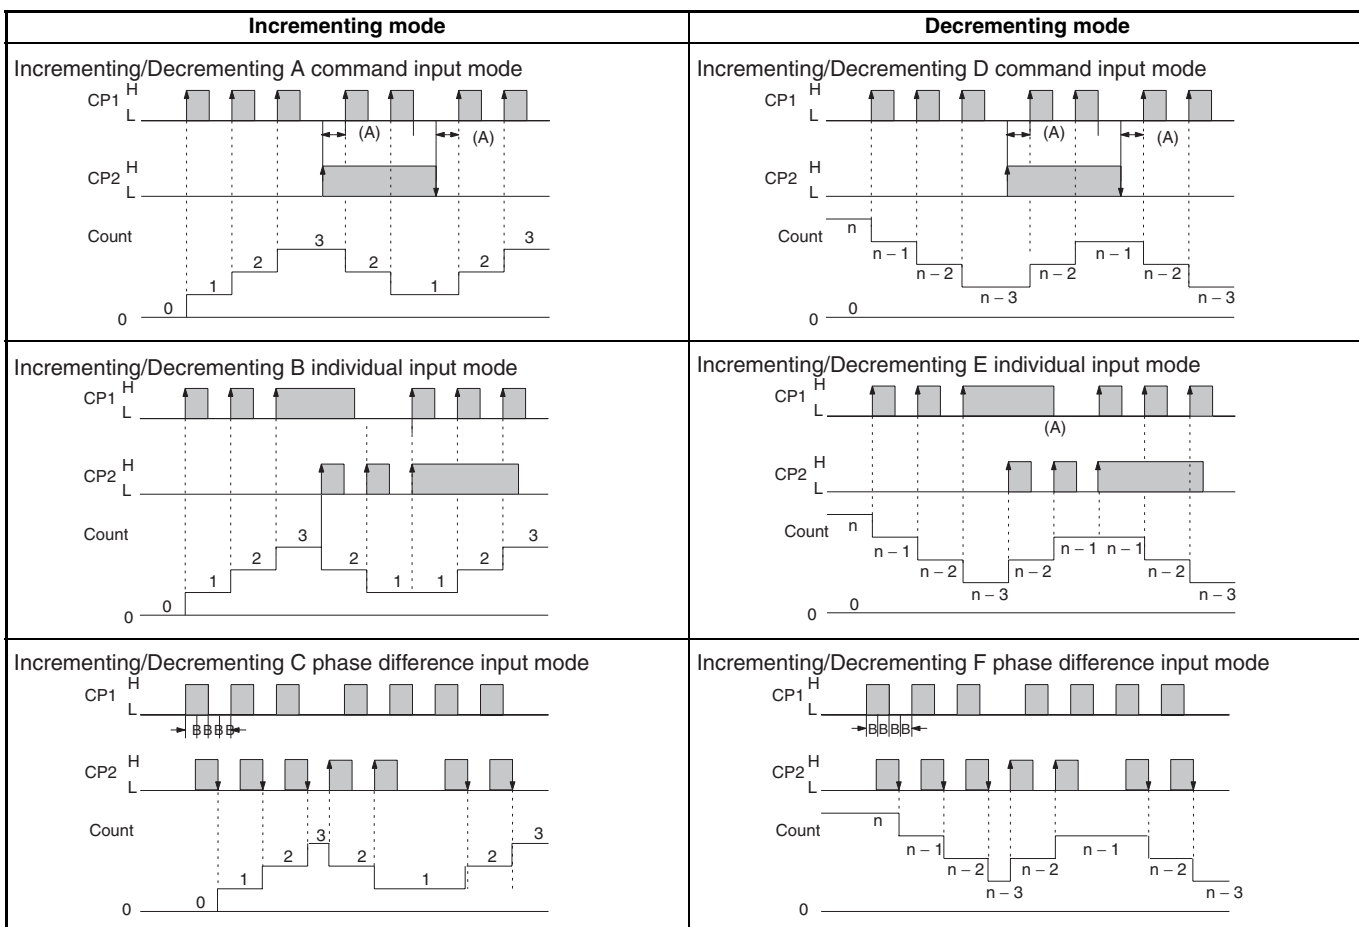 Incrementing mode
Decrementing mode
Incrementing/Decrementing A command input mode
CP1 H
L
(A) (A)
CP2 H
L
Count
0 1 2 3 2 1 2 3
0
Incrementing/Decrementing D command input mode
CP1 H
L
(A) (A)
CP2 H
L
Count
n n – 1 n – 2 n – 3 n – 2 n – 1 n – 2 n – 3
0
0
Incrementing/Decrementing B individual input mode
CP1 H
L
CP2 H
L
Count
0 1 2 3 2 1 1 2 3
0
Incrementing/Decrementing E individual input mode
CP1 H
L
(A)
CP2 H
L
Count
n n – 1 n – 2 n – 3 n – 2 n – 1 n – 1 n – 2 n – 3
0
0
Incrementing/Decrementing C phase difference input mode
CP1 H
L
B B B B
CP2 H
L
Count
0 1 2 3 2 1 2 3
0
Incrementing/Decrementing F phase difference input mode
CP1 H
L
B B B B
CP2 H
L
Count
n n – 1 n – 2 n – 3 n – 2 n – 1 n – 2 n – 3
0